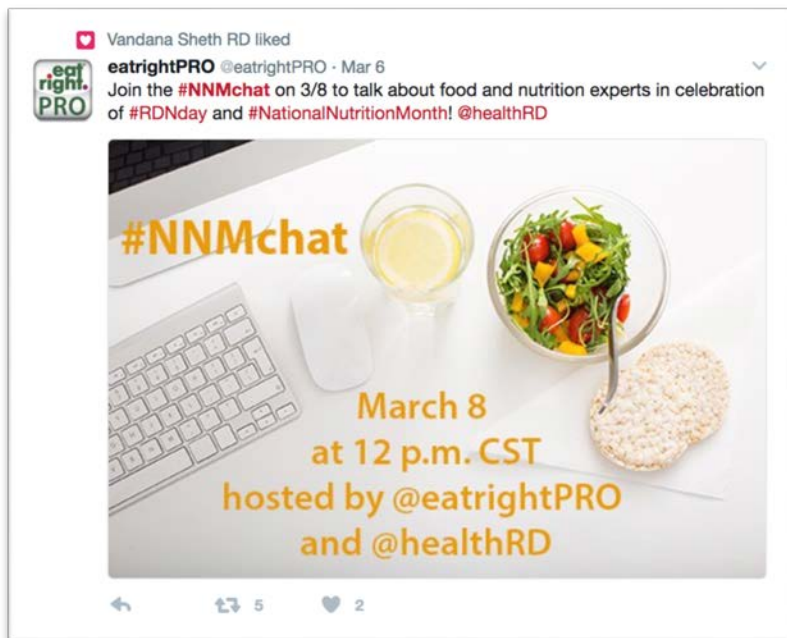 Vandana Sheth RD liked
eatrightPRO @eatrightPRO · Mar 6
Join the #NNMchat on 3/8 to talk about food and nutrition experts in celebration
of #RDNday and #NationalNutritionMonth! @healthRD
eat
right.
PRO
#NNMchat
March 8
at 12 p.m. CST
hosted by @eatrightPRO
and @healthRD
5
2